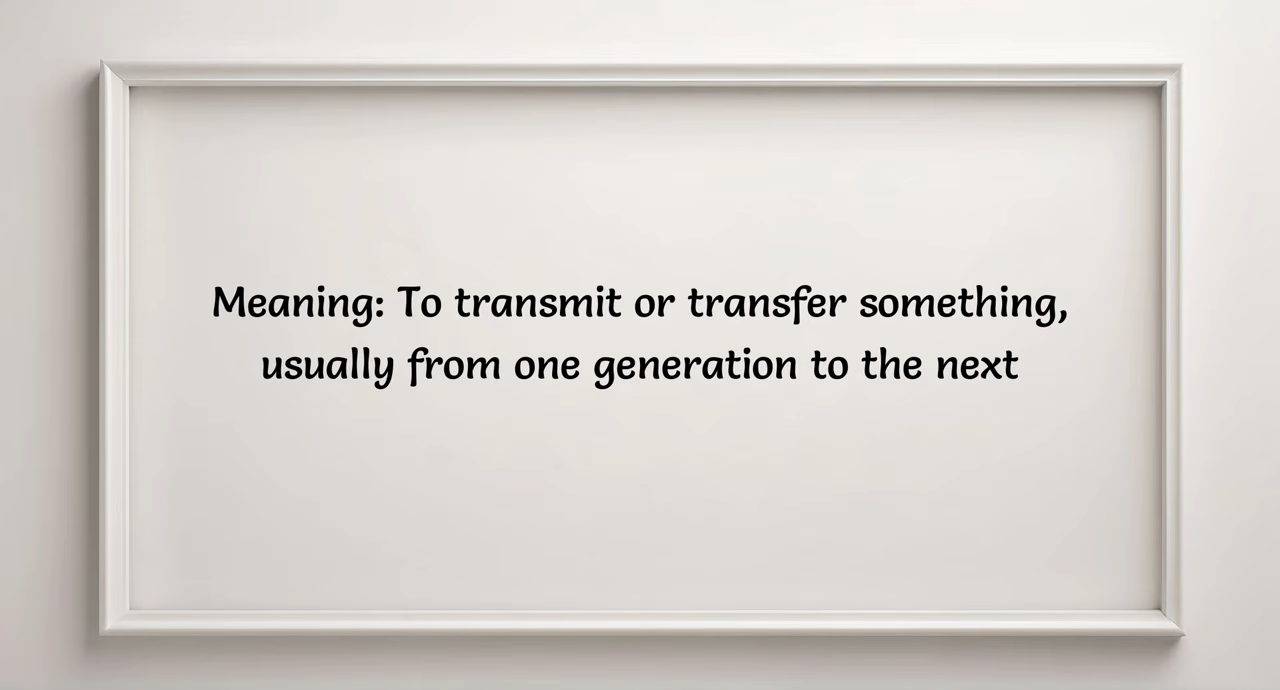 Meaning: To transmit or transfer something,
usually from one generation to the next